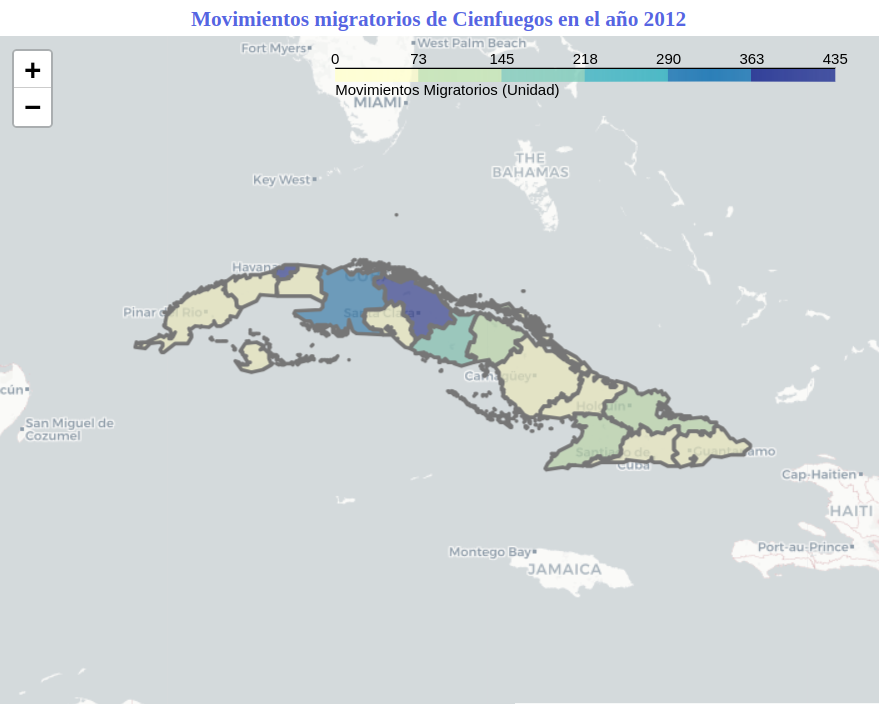 Movimientos migratorios de Cienfuegos en el año 2012
Fort Myers
West Palm Beach
+
−
0 73 145 218 290 363 435
Movimientos Migratorios (Unidad)
MIAMI
THE
BAHAMAS
Key West
Havana
Pinar del Río
Santa Clara
Camagüey
Holguín
cún
San Miguel de
Cozumel
Santiago de
Cuba
Guantánamo
Cap-Haitien
HAITI
Port-au-Prince
Montego Bay
JAMAICA